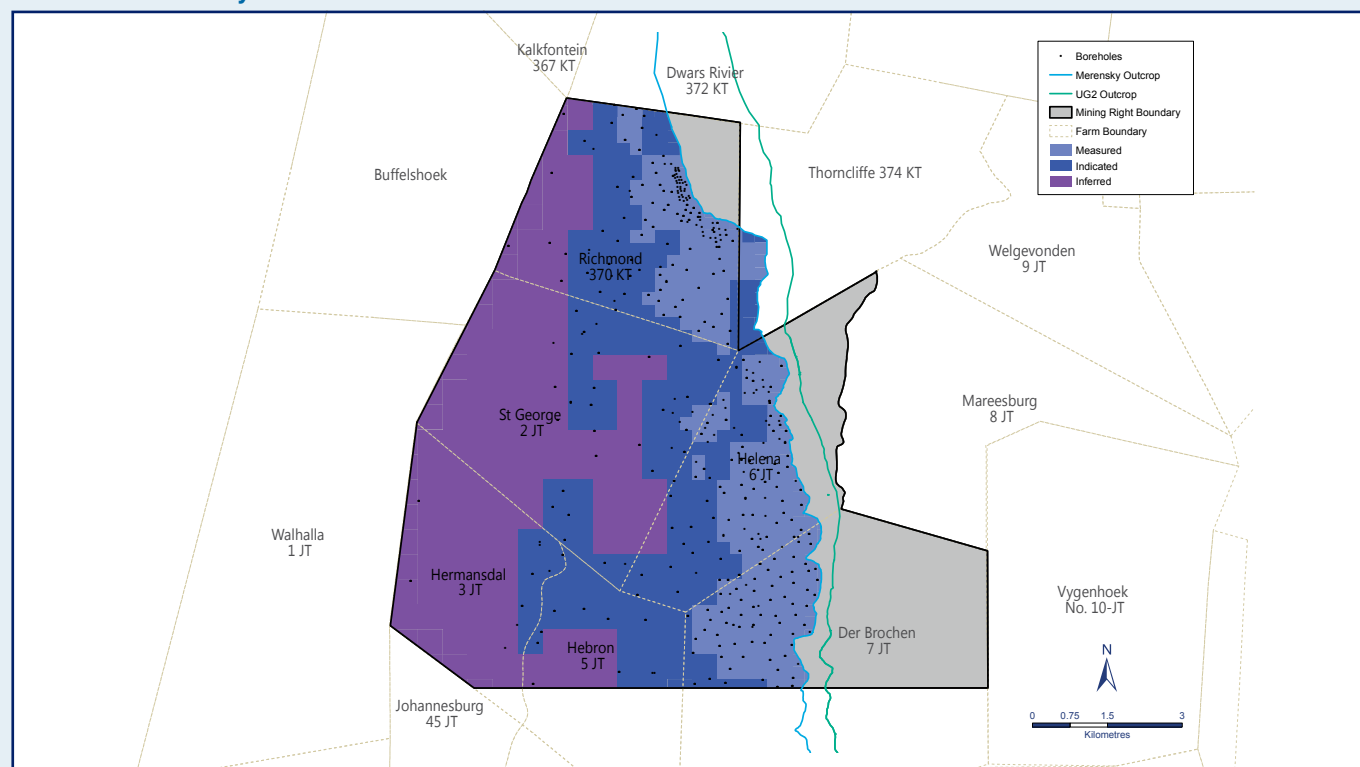 Kalkfontein
367 KT
Dwars Rivier
372 KT
Boreholes
Merensky Outcrop
UG2 Outcrop
Mining Right Boundary
Farm Boundary
Measured
Indicated
Inferred
Buffelshoek
Thorncliffe 374 KT
Richmond
370 KT
Welgevonden
9 JT
St George
2 JT
Mareesburg
8 JT
Helena
6 JT
Walhalla
1 JT
Hermansdal
3 JT
Vygenhoek
No. 10-JT
Hebron
5 JT
Der Brochen
7 JT
Johannesburg
45 JT
N
0 0.75 1.5 3
Kilometres